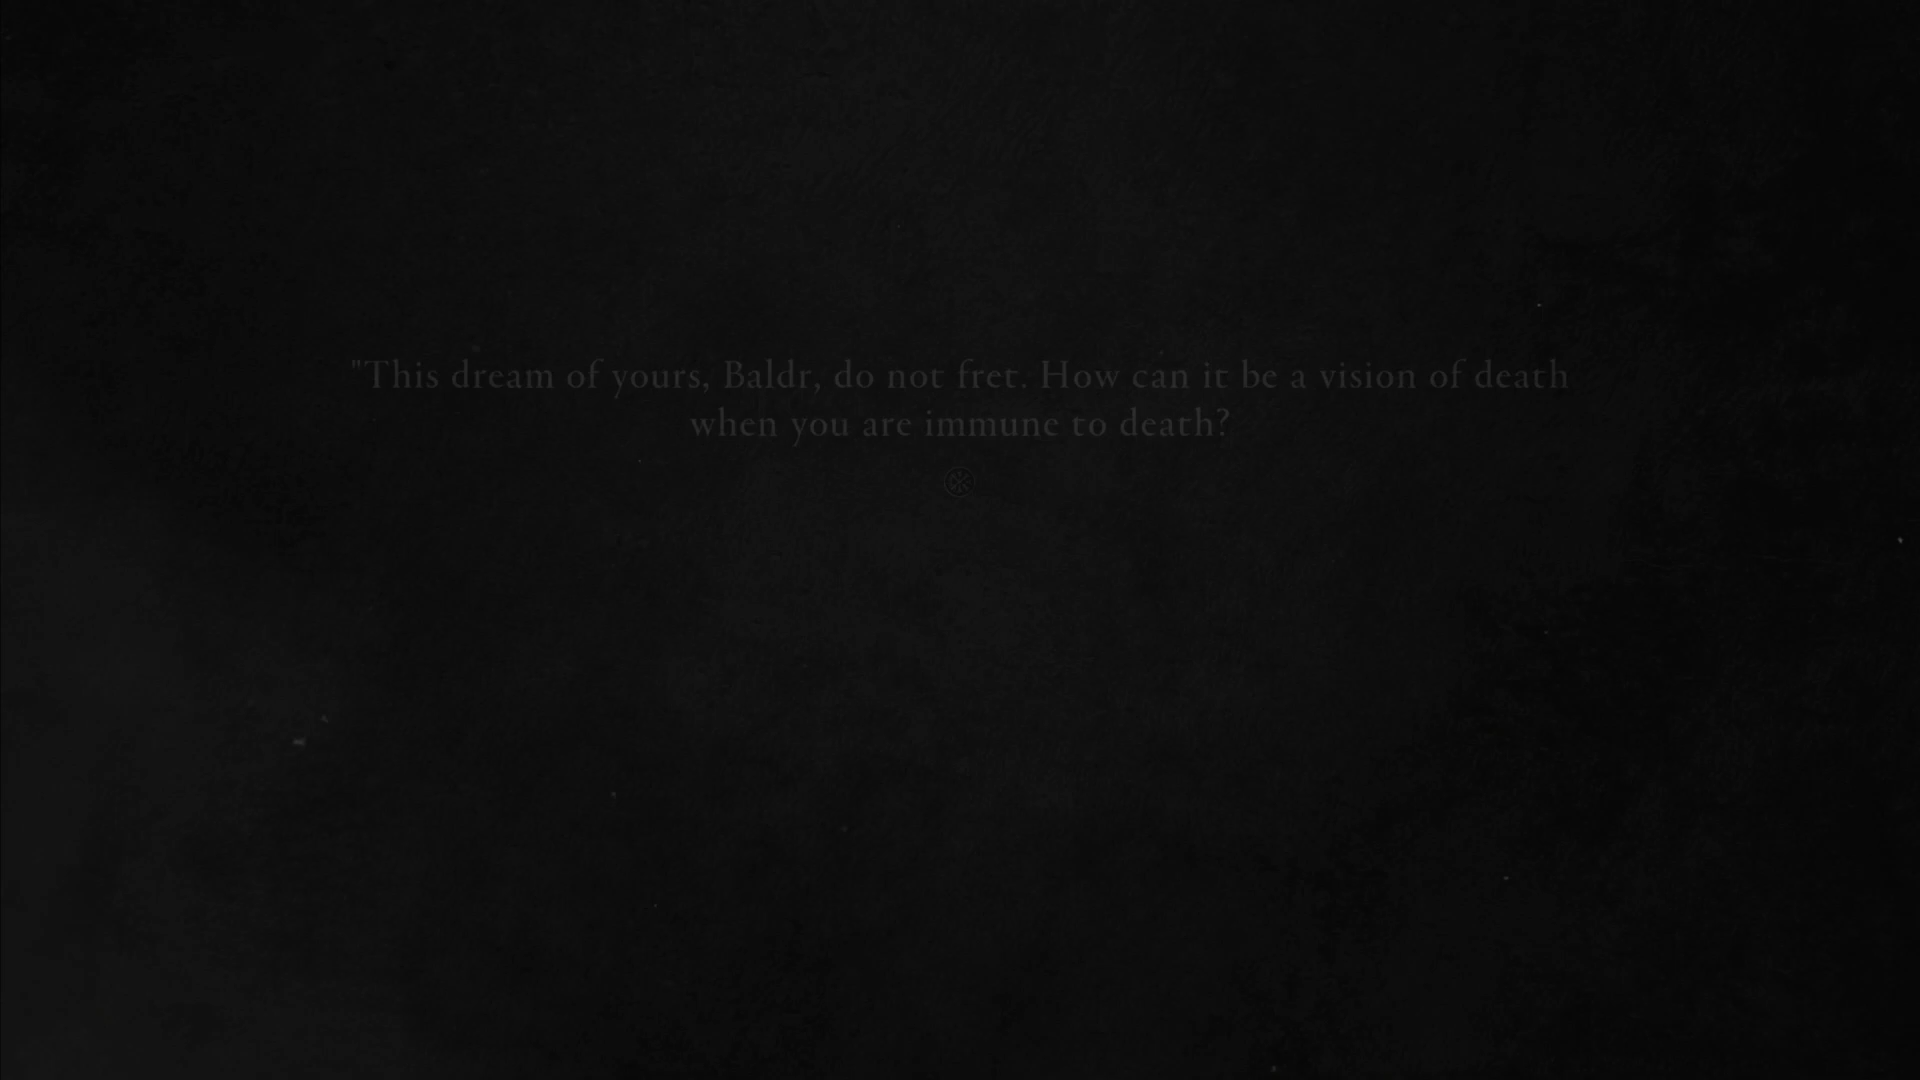 "This dream of yours, Baldr, do not fret. How can it be a vision of death
when you are immune to death?